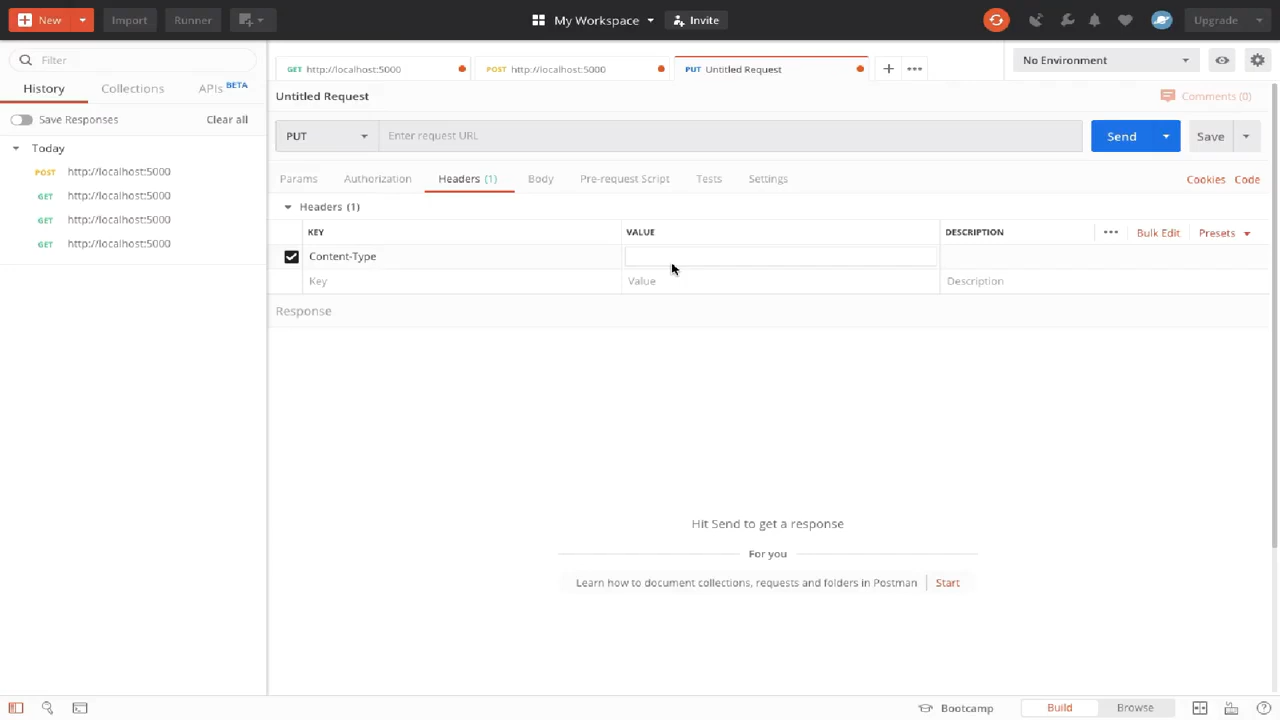 New Import Runner My Workspace Invite Upgrade
Filter
History Collections APIs BETA
Save Responses Clear all
Today
POST http://localhost:5000
GET http://localhost:5000
GET http://localhost:5000
GET http://localhost:5000
GET http://localhost:5000 POST http://localhost:5000 PUT Untitled Request No Environment
Untitled Request Comments (0)
PUT Enter request URL Send Save
Params Authorization Headers (1) Body Pre-request Script Tests Settings Cookies Code
Headers (1)
KEY VALUE DESCRIPTION Bulk Edit Presets
Content-Type
Key Value Description
Response
Hit Send to get a response
For you
Learn how to document collections, requests and folders in Postman Start
Bootcamp Build Browse